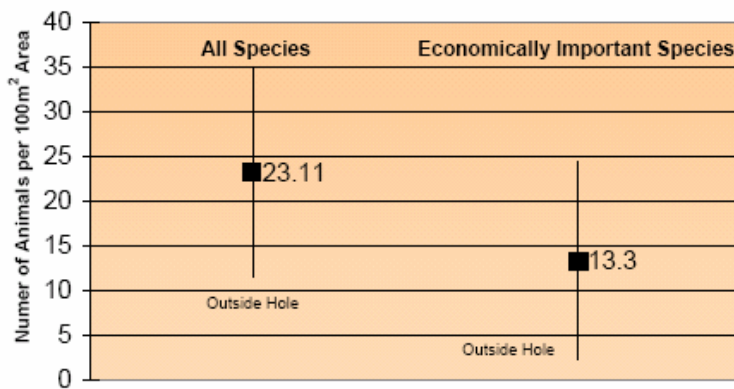 Numer of Animals per 100m² Area
40
35
30
25
20
15
10
5
0
All Species
Economically Important Species
23.11
13.3
Outside Hole
Outside Hole